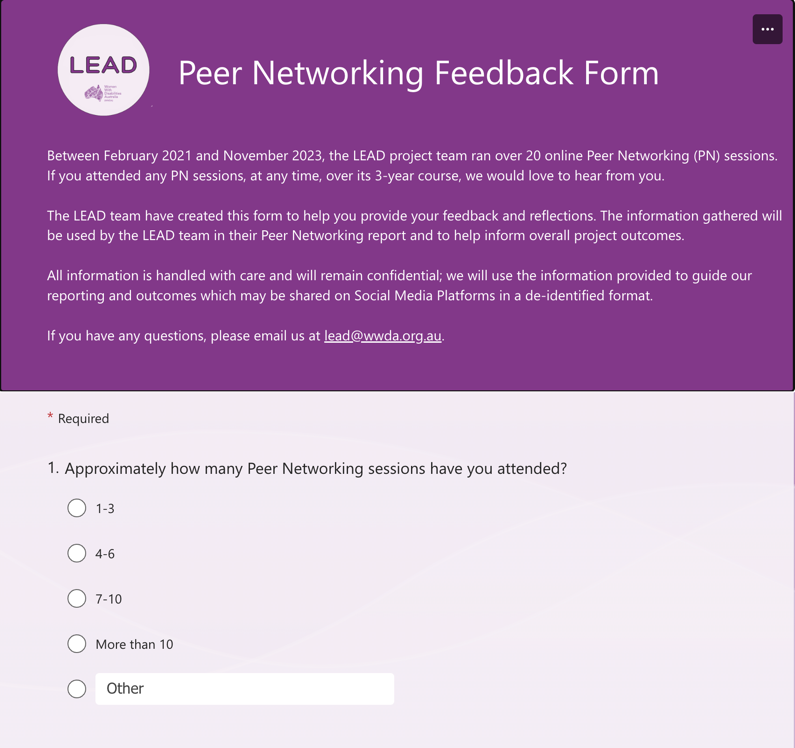 LEAD
Peer Networking Feedback Form
Between February 2021 and November 2023, the LEAD project team ran over 20 online Peer Networking (PN) sessions.
If you attended any PN sessions, at any time, over its 3-year course, we would love to hear from you.
The LEAD team have created this form to help you provide your feedback and reflections. The information gathered will
be used by the LEAD team in their Peer Networking report and to help inform overall project outcomes.
All information is handled with care and will remain confidential; we will use the information provided to guide our
reporting and outcomes which may be shared on Social Media Platforms in a de-identified format.
If you have any questions, please email us at lead@wwda.org.au.
* Required
1. Approximately how many Peer Networking sessions have you attended?
1-3
4-6
7-10
More than 10
Other